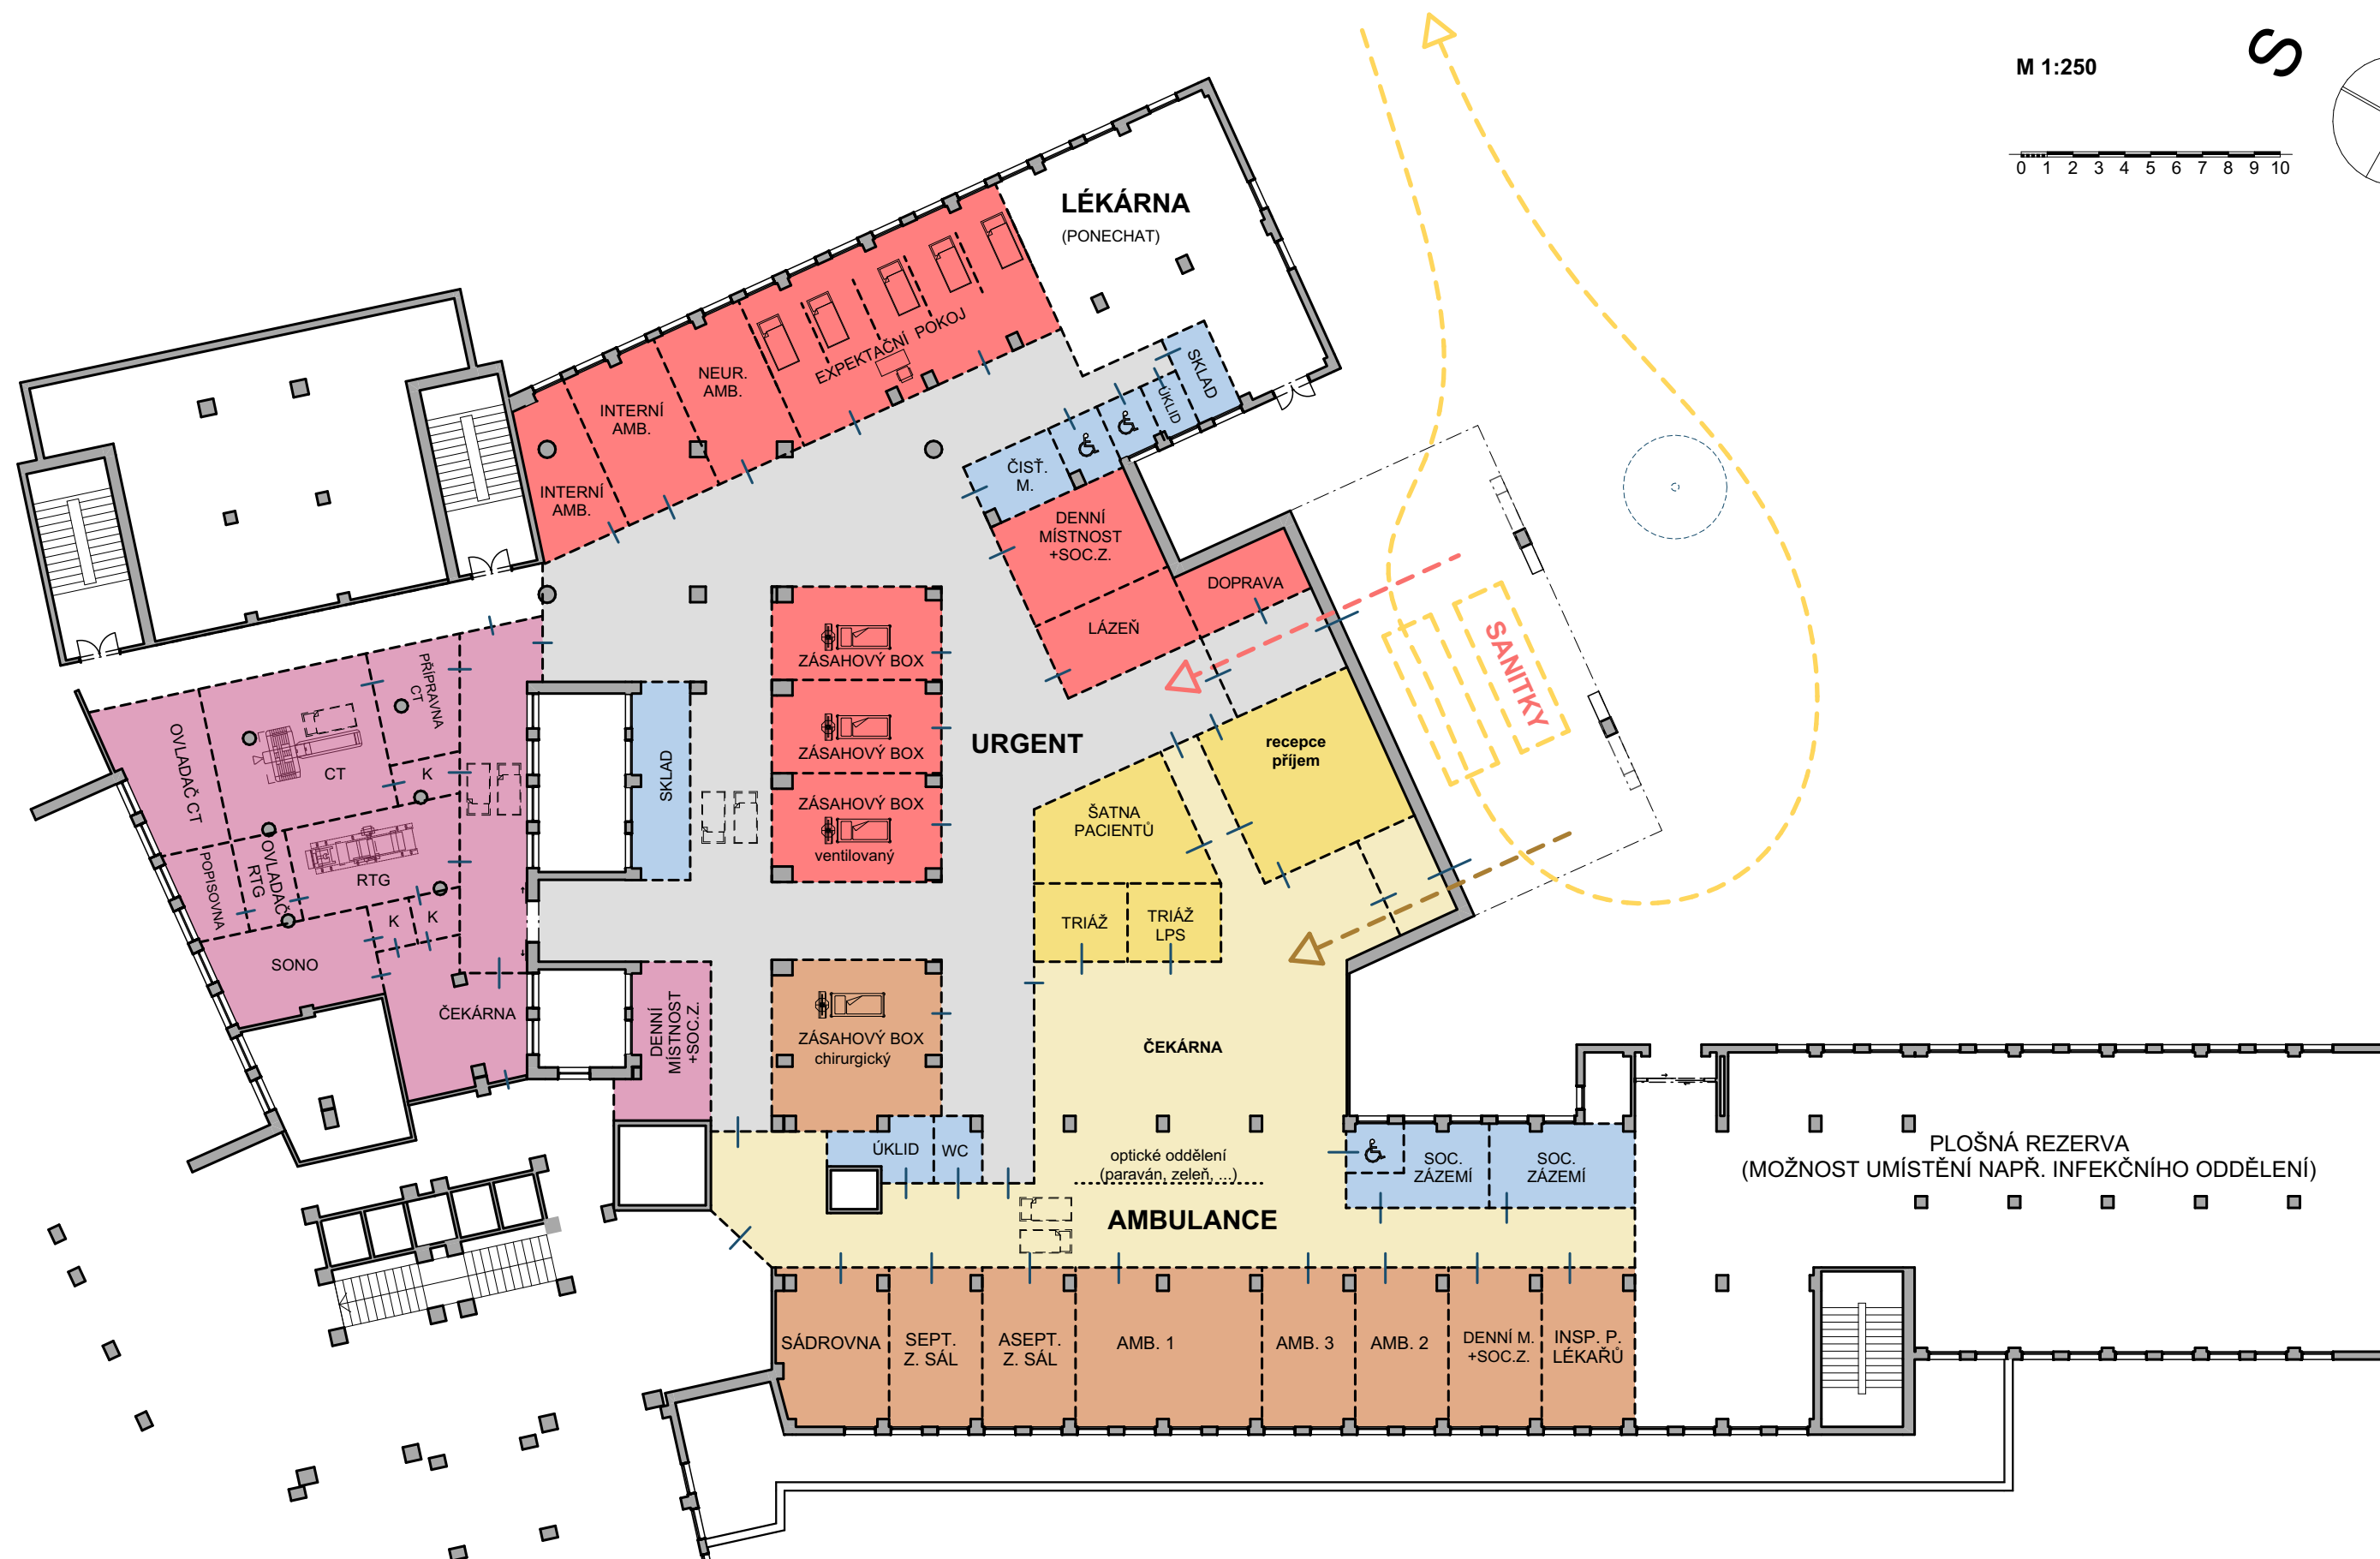 M 1:250
S
0 1 2 3 4 5 6 7 8 9 10
LÉKÁRNA
(PONECHAT)
EXPEKTAČNÍ POKOJ
NEUR.
AMB.
INTERNÍ
AMB.
INTERNÍ
AMB.
SKLAD
ÚKLID
ČISŤ.
M.
DENNÍ
MÍSTNOST
+SOC.Z.
DOPRAVA
LÁZEŇ
SANITKY
ZÁSAHOVÝ BOX
ZÁSAHOVÝ BOX
ZÁSAHOVÝ BOX
ventilovaný
URGENT
recepce
příjem
ŠATNA
PACIENTŮ
TRIÁŽ
TRIÁŽ
LPS
PŘÍPRAVNA
CT
OVLADAČ CT
CT
K
SKLAD
POPISOVNA
OVLADAČ
RTG
RTG
K
K
SONO
ČEKÁRNA
DENNÍ
MÍSTNOST
+SOC.Z.
ZÁSAHOVÝ BOX
chirurgický
ČEKÁRNA
ÚKLID
WC
optické oddělení
(paraván, zeleň, ...)
SOC.
ZÁZEMÍ
SOC.
ZÁZEMÍ
PLOŠNÁ REZERVA
(MOŽNOST UMÍSTĚNÍ NAPŘ. INFEKČNÍHO ODDĚLENÍ)
AMBULANCE
SÁDROVNA
SEPT.
Z. SÁL
ASEPT.
Z. SÁL
AMB. 1
AMB. 3
AMB. 2
DENNÍ M.
+SOC.Z.
INSP. P.
LÉKAŘŮ